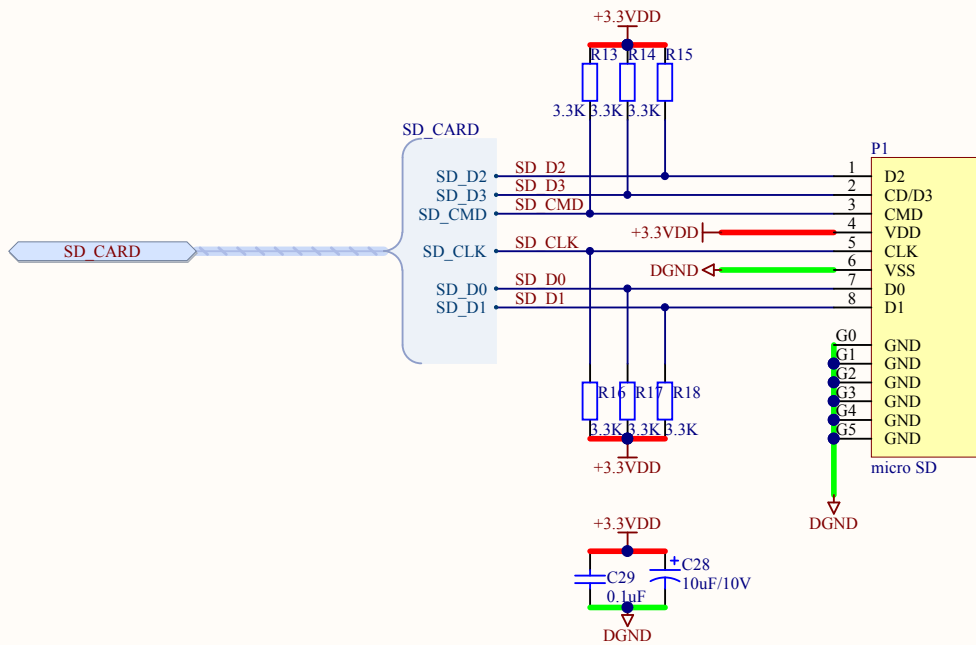 +3.3VDD
R13 R14 R15
3.3K 3.3K 3.3K
SD_CARD
P1
SD_D2 SD_D2 1 D2
SD_D3 SD_D3 2 CD/D3
SD_CMD SD_CMD 3 CMD
+3.3VDD 4 VDD
SD_CARD SD_CLK SD_CLK 5 CLK
DGND 6 VSS
SD_D0 SD_D0 7 D0
SD_D1 SD_D1 8 D1
G0 GND
G1 GND
G2 GND
G3 GND
G4 GND
G5 GND
R16 R17 R18
3.3K 3.3K 3.3K
+3.3VDD
micro SD
DGND
+3.3VDD
C29 + C28
0.1uF 10uF/10V
DGND